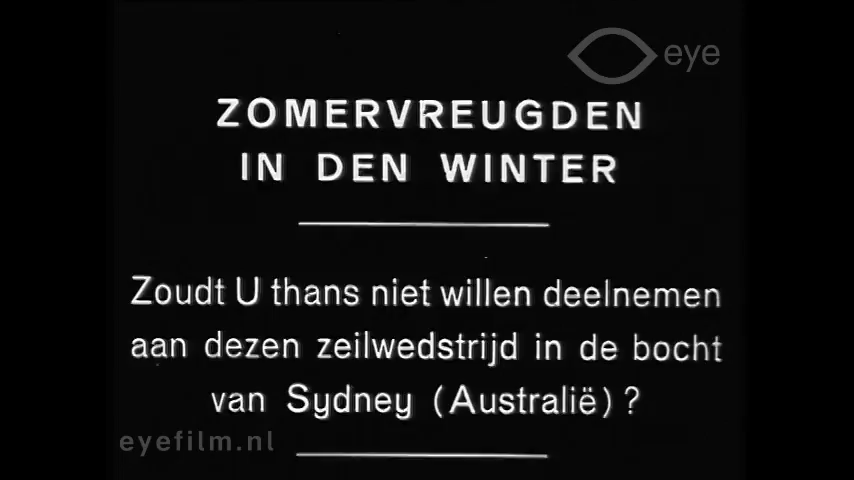 eye
ZOMERVREUGDEN
IN DEN WINTER
Zoudt U thans niet willen deelnemen
aan dezen zeilwedstrijd in de bocht
van Sydney (Australië) ?
eyefilm.nl